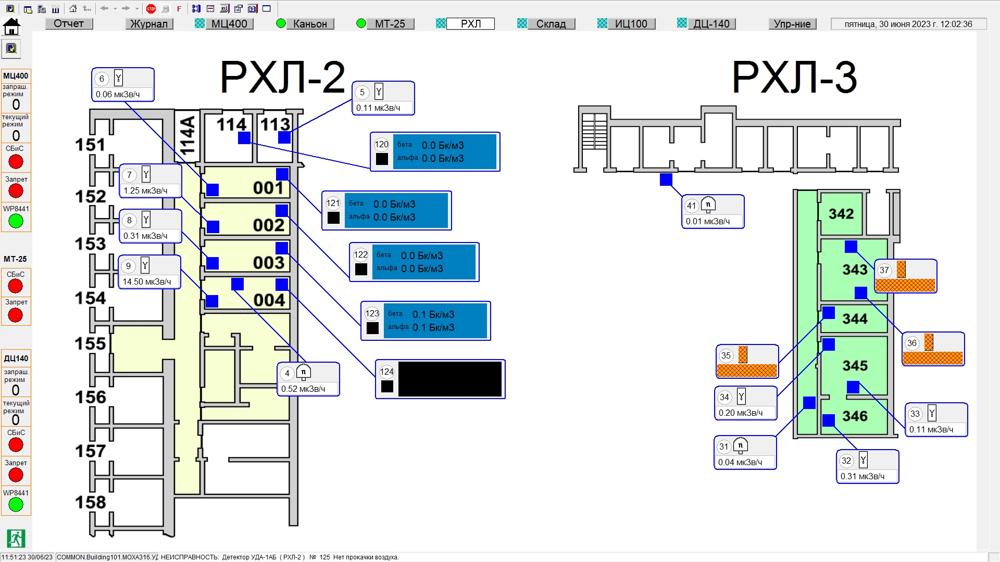 STOP F
Отчет Журнал МЦ400 Каньон МТ-25 РХЛ Склад ИЦ100 ДЦ-140 Упр-ние пятница, 30 июня 2023 г. 12:02:36
РХЛ-2 РХЛ-3
МЦ400
запраш.
режим
0
текущий
режим
0
СБиС
Запрет
WP8441
МТ-25
СБиС
Запрет
ДЦ140
запраш.
режим
0
текущий
режим
0
СБиС
Запрет
WP8441
6 γ
0.06 мкЗв/ч
5 γ
0.11 мкЗв/ч
114А 114 113
151
152
153
154
155
156
157
158
001
002
003
004
7 γ
1.25 мкЗв/ч
8 γ
0.31 мкЗв/ч
9 γ
14.50 мкЗв/ч
120 бета 0.0 Бк/м3
альфа 0.0 Бк/м3
121 бета 0.0 Бк/м3
альфа 0.0 Бк/м3
122 бета 0.0 Бк/м3
альфа 0.0 Бк/м3
123 бета 0.1 Бк/м3
альфа 0.1 Бк/м3
124
4 n
0.52 мкЗв/ч
41 n
0.01 мкЗв/ч
342
343
344
345
346
37
36
35
34 γ
0.20 мкЗв/ч
33 γ
0.11 мкЗв/ч
31 n
0.04 мкЗв/ч
32 γ
0.31 мкЗв/ч
11:51:23 30/06/23 COMMON.Building101.MOXA316.УД НЕИСПРАВНОСТЬ: Детектор УДА-1АБ ( РХЛ-2 ) № 125 Нет прокачки воздуха.